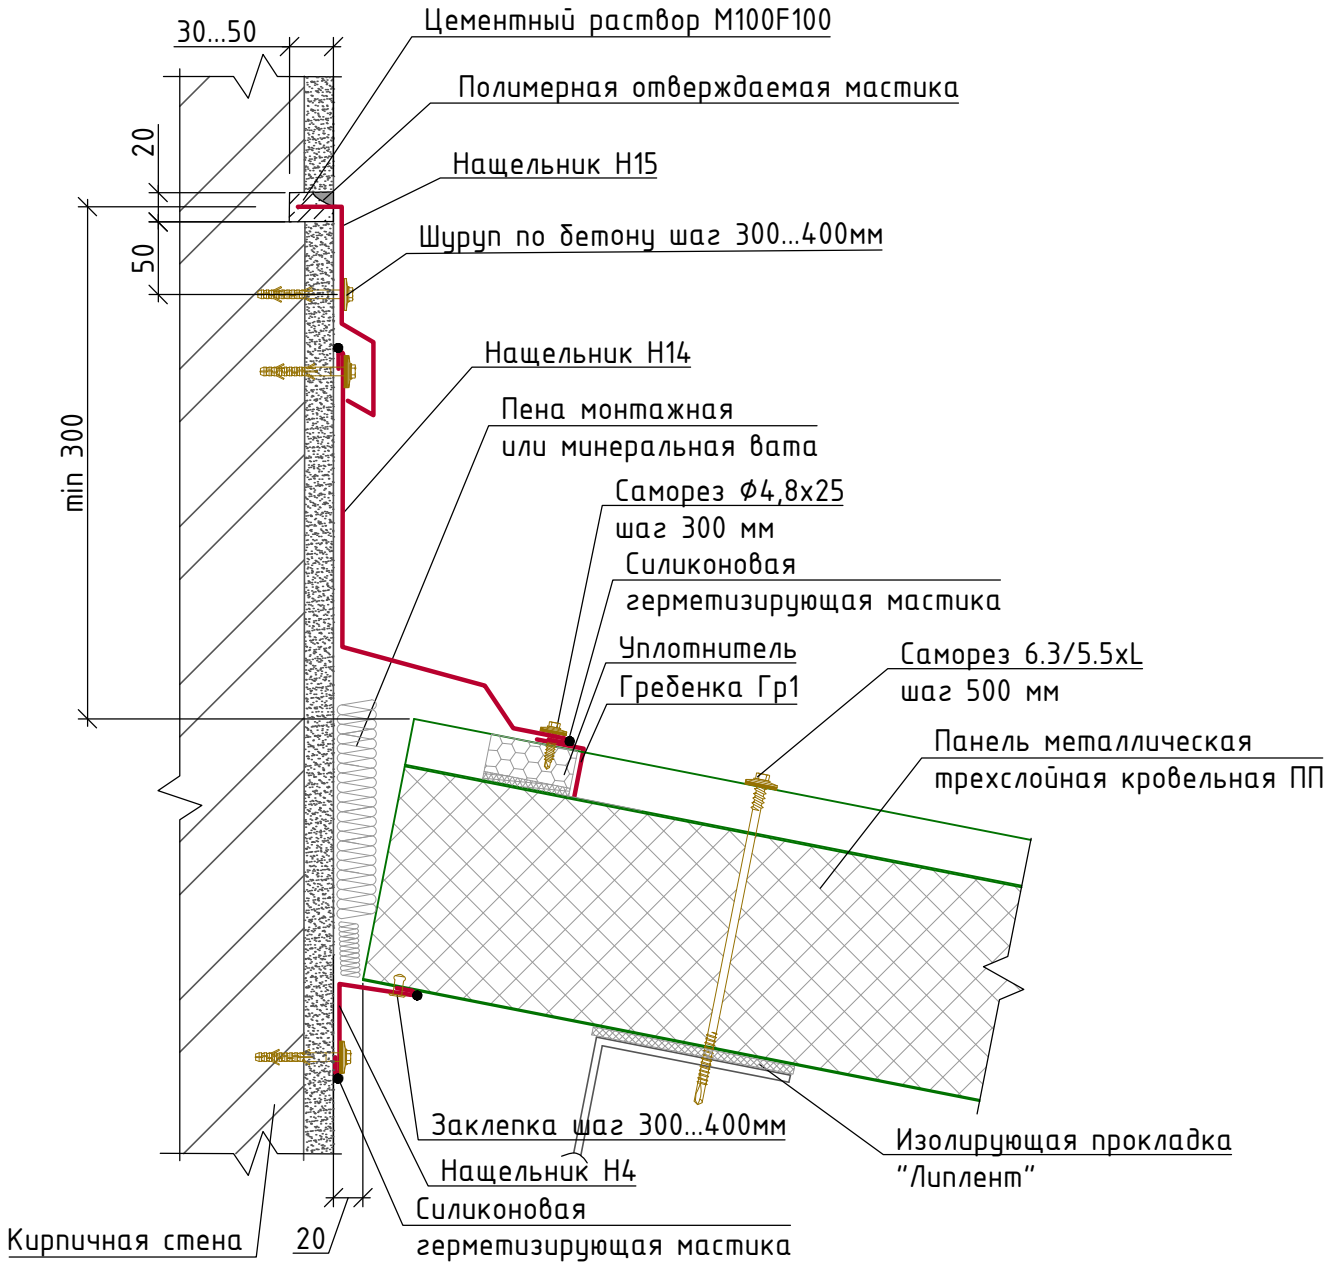 Цементный раствор М100F100
30...50
Полимерная отверждаемая мастика
20
Нащельник Н15
Шуруп по бетону шаг 300...400мм
50
Нащельник Н14
Пена монтажная
или минеральная вата
min 300
Саморез Ф4,8х25
шаг 300 мм
Силиконовая
герметизирующая мастика
Уплотнитель
Саморез 6.3/5.5хL
Гребенка Гр1
шаг 500 мм
Панель металлическая
трехслойная кровельная ПП
Заклепка шаг 300...400мм
Изолирующая прокладка
"Липлент"
Нащельник Н4
Силиконовая
герметизирующая мастика
20
Кирпичная стена